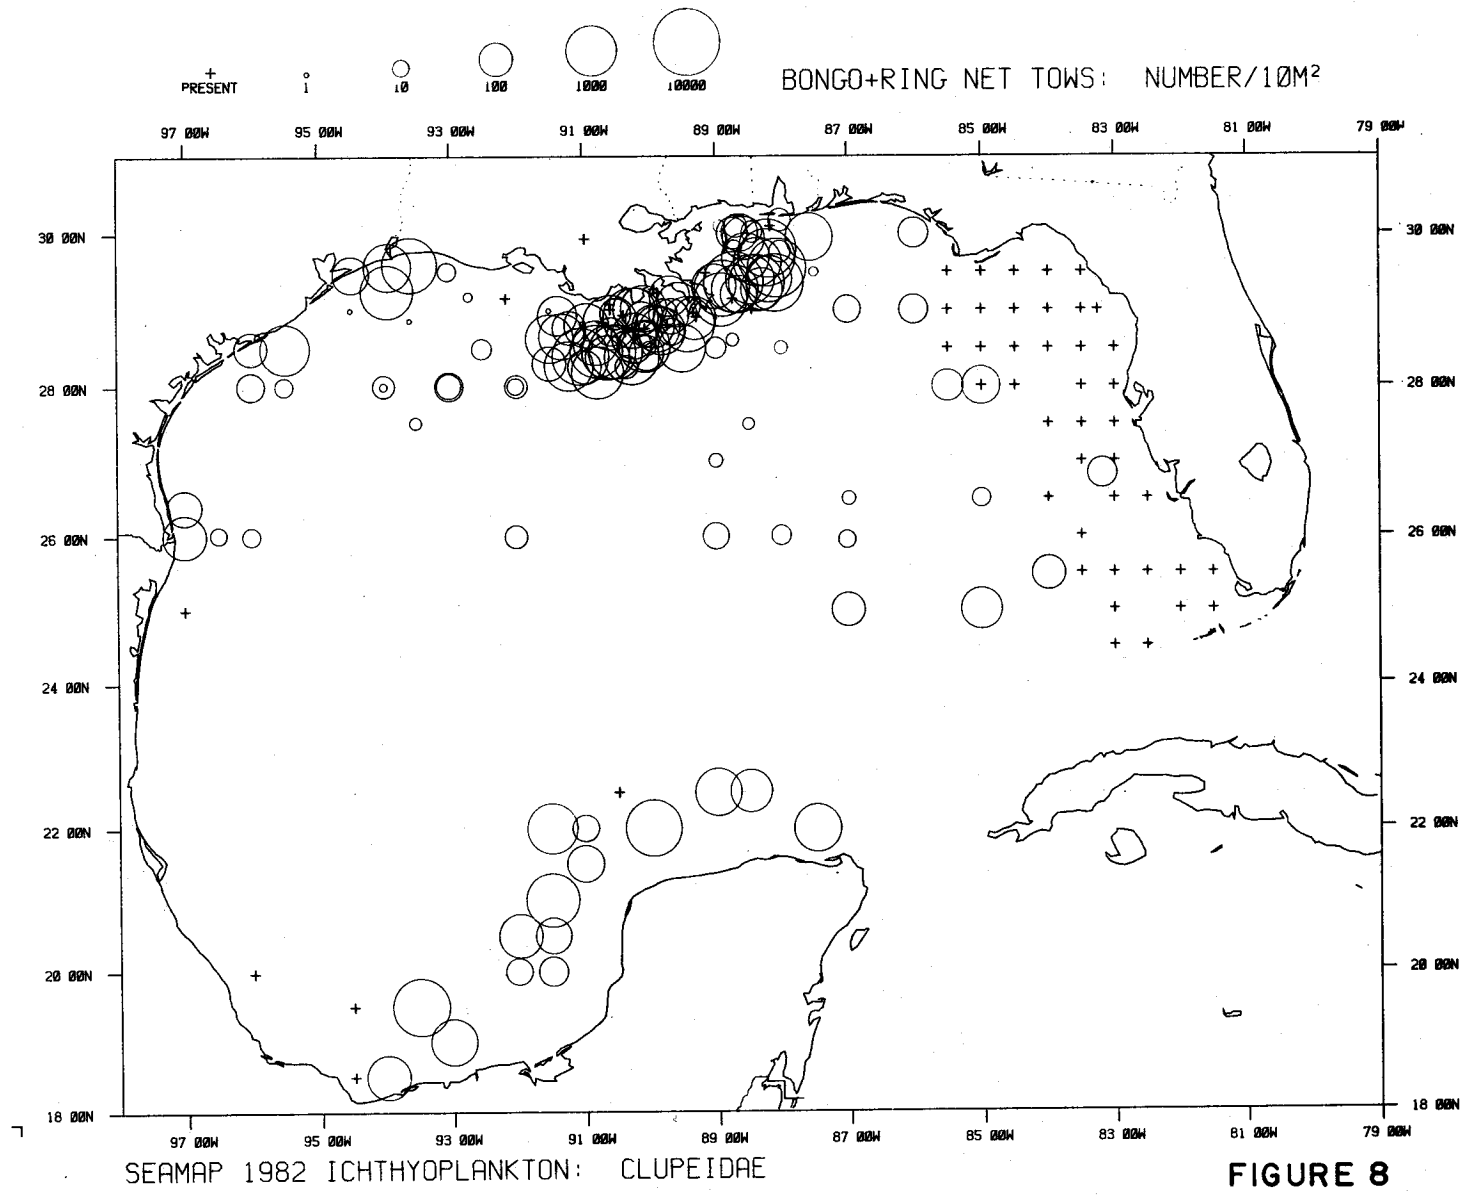 PRESENT 1 10 100 1000 10000
BONGO+RING NET TOWS: NUMBER/10M²
97 00W 95 00W 93 00W 91 00W 89 00W 87 00W 85 00W 83 00W 81 00W 79 00W
30 00N 30 00N
28 00N 28 00N
26 00N 26 00N
24 00N 24 00N
22 00N 22 00N
20 00N 20 00N
18 00N 18 00N
97 00W 95 00W 93 00W 91 00W 89 00W 87 00W 85 00W 83 00W 81 00W 79 00W
SEAMAP 1982 ICHTHYOPLANKTON: CLUPEIDAE
FIGURE 8